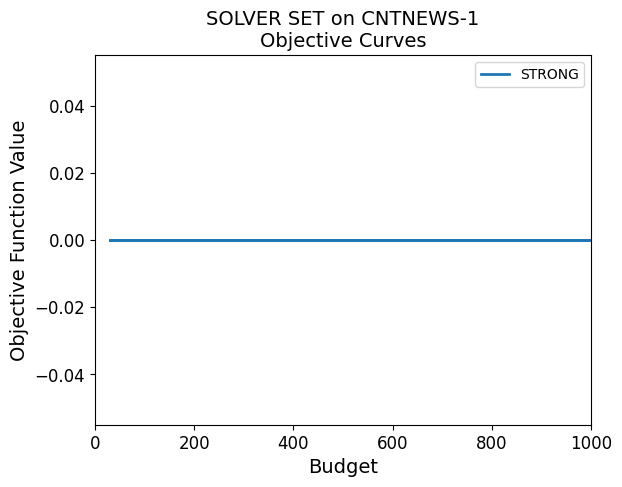 SOLVER SET on CNTNEWS-1
Objective Curves
STRONG
Objective Function Value
0.04
0.02
0.00
−0.02
−0.04
0 200 400 600 800 1000
Budget